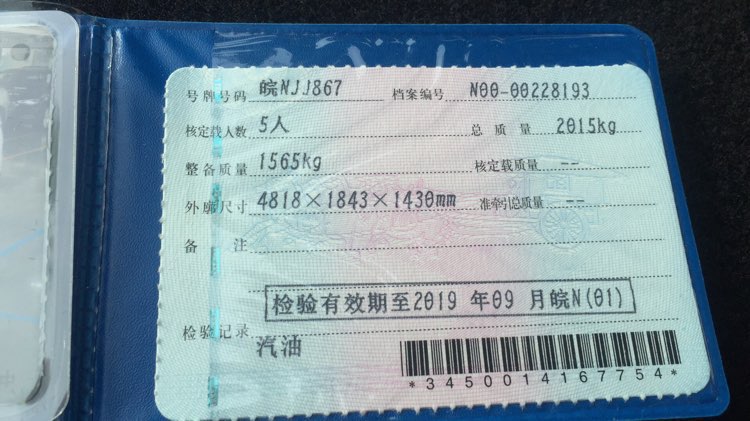 号牌号码 皖NJJ867 档案编号 N00-00228193
核定载人数 5人 总质量 2015kg
整备质量 1565kg 核定载质量 --
外廓尺寸 4818×1843×1430mm 准牵引总质量 --
备注
检验记录 检验有效期至2019年09月皖N(01)
汽油
*3450014167754*